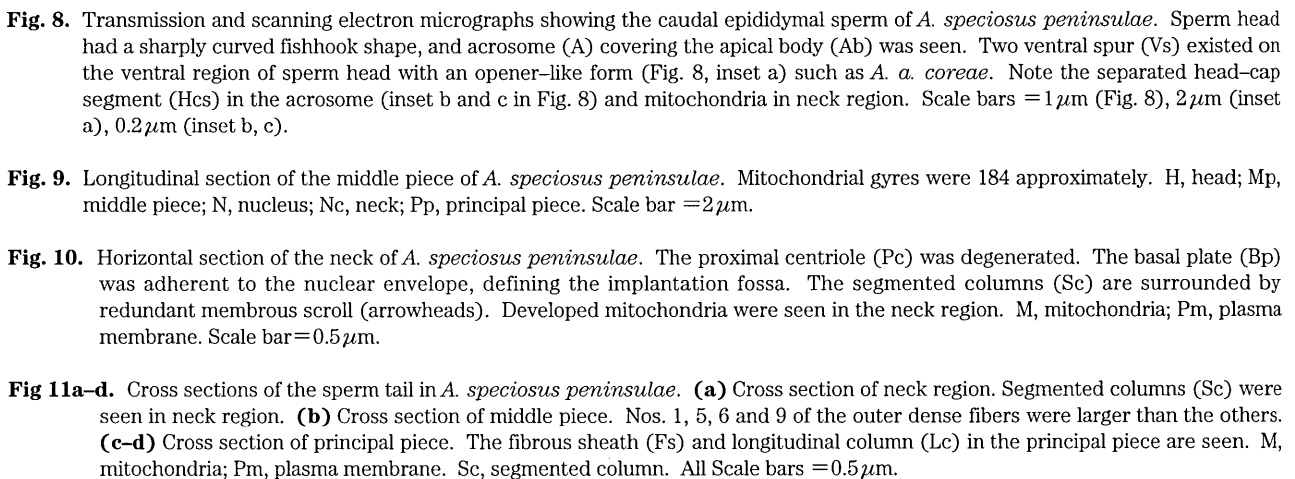 Fig. 8. Transmission and scanning electron micrographs showing the caudal epididymal sperm of A. speciosus peninsulae. Sperm head
had a sharply curved fishhook shape, and acrosome (A) covering the apical body (Ab) was seen. Two ventral spur (Vs) existed on
the ventral region of sperm head with an opener-like form (Fig. 8, inset a) such as A. a. coreae. Note the separated head-cap
segment (Hcs) in the acrosome (inset b and c in Fig. 8) and mitochondria in neck region. Scale bars =1μm (Fig. 8), 2μm (inset
a), 0.2μm (inset b, c).
Fig. 9. Longitudinal section of the middle piece of A. speciosus peninsulae. Mitochondrial gyres were 184 approximately. H, head; Mp,
middle piece; N, nucleus; Nc, neck; Pp, principal piece. Scale bar =2μm.
Fig. 10. Horizontal section of the neck of A. speciosus peninsulae. The proximal centriole (Pc) was degenerated. The basal plate (Bp)
was adherent to the nuclear envelope, defining the implantation fossa. The segmented columns (Sc) are surrounded by
redundant membrous scroll (arrowheads). Developed mitochondria were seen in the neck region. M, mitochondria; Pm, plasma
membrane. Scale bar=0.5μm.
Fig 11a-d. Cross sections of the sperm tail in A. speciosus peninsulae. (a) Cross section of neck region. Segmented columns (Sc) were
seen in neck region. (b) Cross section of middle piece. Nos. 1, 5, 6 and 9 of the outer dense fibers were larger than the others.
(c-d) Cross section of principal piece. The fibrous sheath (Fs) and longitudinal column (Lc) in the principal piece are seen. M,
mitochondria; Pm, plasma membrane. Sc, segmented column. All Scale bars =0.5μm.